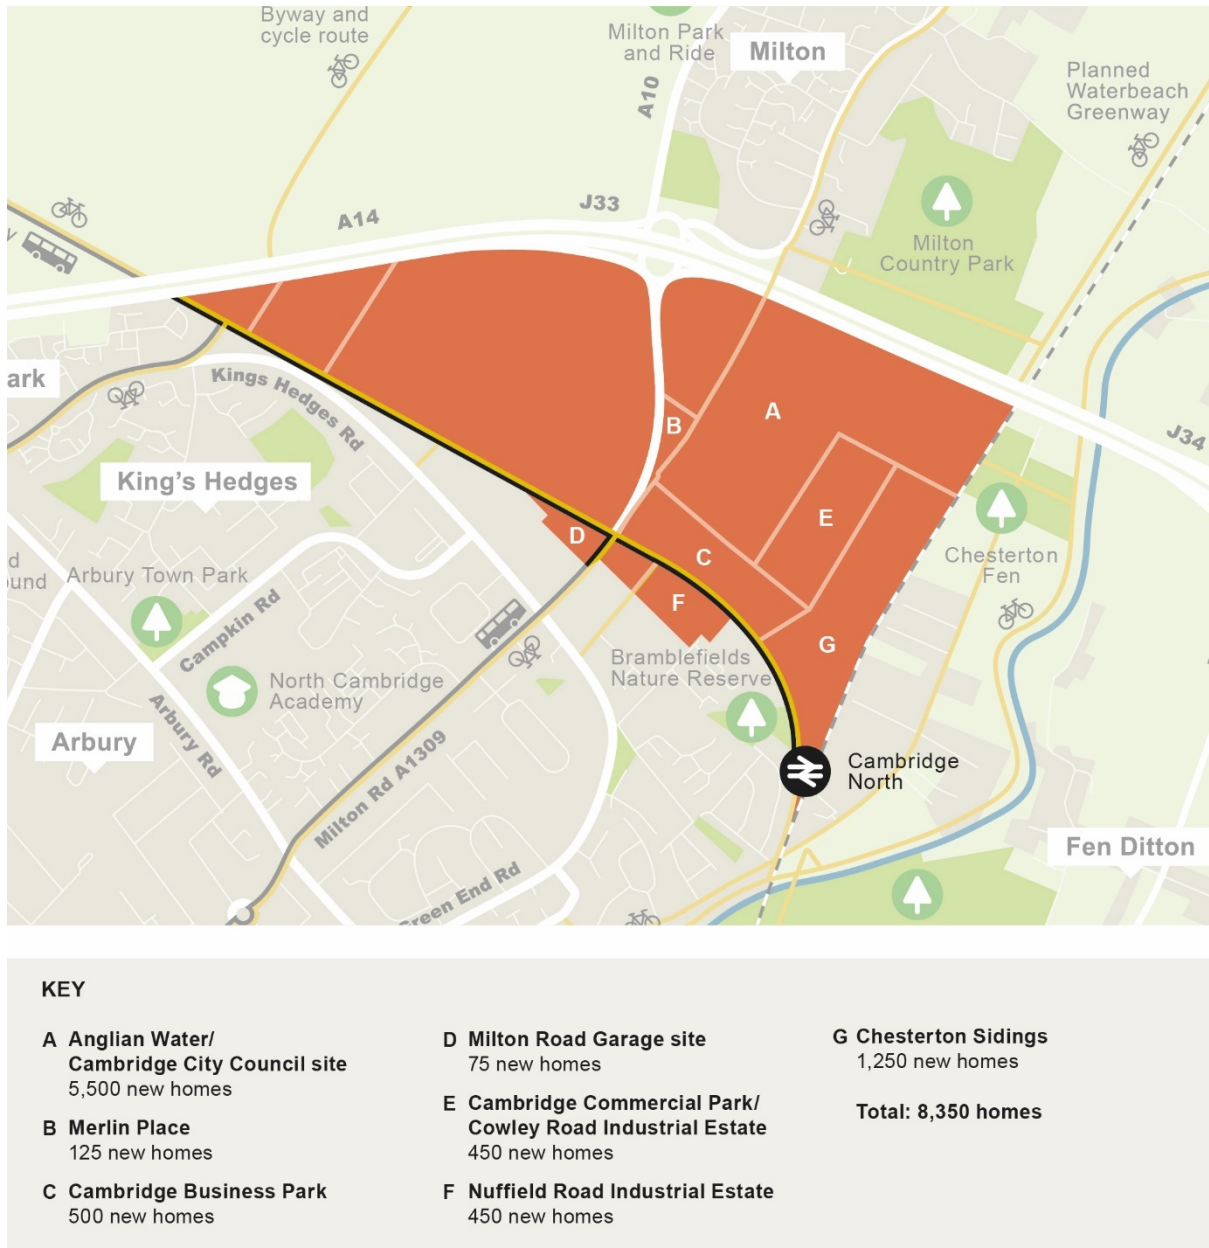 Byway and
cycle route
Milton Park
and Ride
Milton
A10
Planned
Waterbeach
Greenway
J33
A14
Milton
Country Park
ark
Kings Hedges Rd
J34
B
A
King's Hedges
E
D
C
Chesterton
Fen
Arbury Town Park
F
Campkin Rd
G
Bramblefields
Nature Reserve
North Cambridge
Academy
Arbury Rd
Arbury
Milton Rd A1309
Cambridge
North
Fen Ditton
Green End Rd
KEY
A Anglian Water/
Cambridge City Council site
5,500 new homes
B Merlin Place
125 new homes
C Cambridge Business Park
500 new homes
D Milton Road Garage site
75 new homes
E Cambridge Commercial Park/
Cowley Road Industrial Estate
450 new homes
F Nuffield Road Industrial Estate
450 new homes
G Chesterton Sidings
1,250 new homes
Total: 8,350 homes